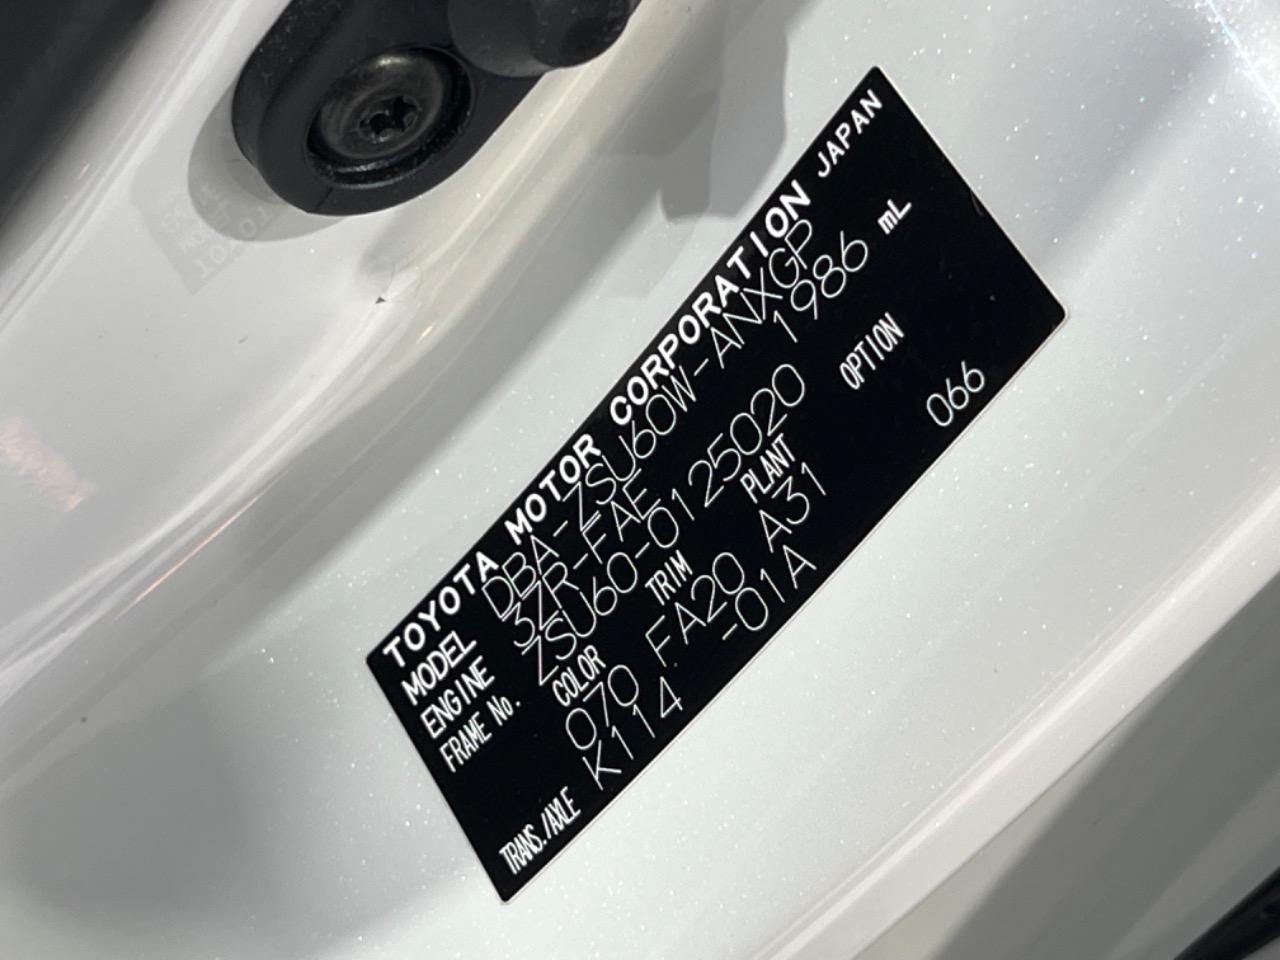 TOYOTA MOTOR CORPORATION JAPAN
MODEL DBA-ZSU60W-ANXGP
ENGINE 3ZR-FAE 1986 mL
FRAME No. ZSU60-0125020
COLOR TRIM PLANT OPTION
070 FA20 A31 066
TRANS./AXLE K114 -01A